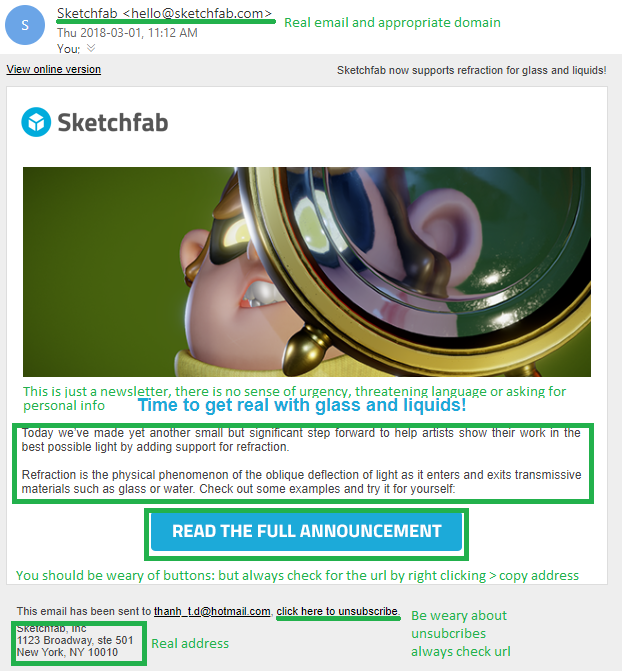 S
Sketchfab <hello@sketchfab.com>
Real email and appropriate domain
Thu 2018-03-01, 11:12 AM
You;
View online version
Sketchfab now supports refraction for glass and liquids!
Sketchfab
This is just a newsletter, there is no sense of urgency, threatening language or asking for
personal info
Time to get real with glass and liquids!
Today we've made yet another small but significant step forward to help artists show their work in the
best possible light by adding support for refraction.
Refraction is the physical phenomenon of the oblique deflection of light as it enters and exits transmissive
materials such as glass or water. Check out some examples and try it for yourself:
READ THE FULL ANNOUNCEMENT
You should be weary of buttons: but always check for the url by right clicking > copy address
This email has been sent to thanh_t.d@hotmail.com, click here to unsubscribe.
Sketchfab, Inc
1123 Broadway, ste 501
New York, NY 10010
Real address
Be weary about
unsubcribes
always check url